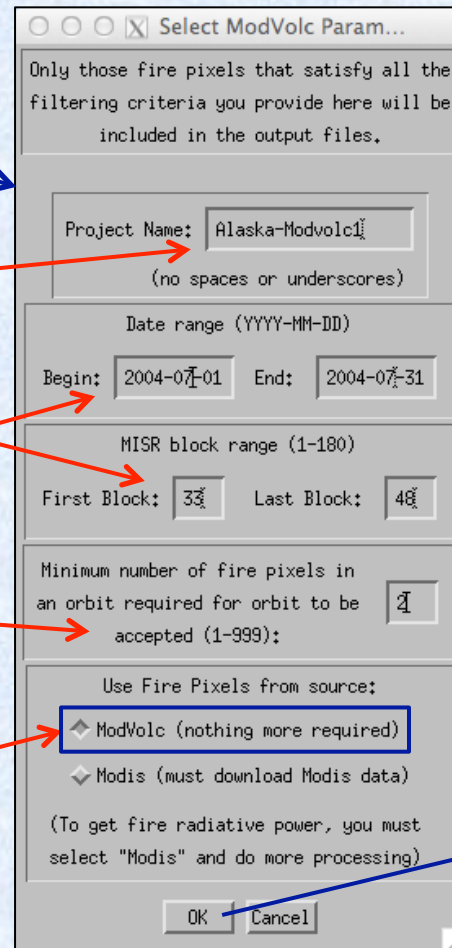 Select ModVolc Param...
Only those fire pixels that satisfy all the
filtering criteria you provide here will be
included in the output files.
Project Name: Alaska-Modvolc1
(no spaces or underscores)
Date range (YYYY-MM-DD)
Begin: 2004-07-01 End: 2004-07-31
MISR block range (1-180)
First Block: 33 Last Block: 48
Minimum number of fire pixels in
an orbit required for orbit to be 2
accepted (1-999):
Use Fire Pixels from source:
ModVolc (nothing more required)
Modis (must download Modis data)
(To get fire radiative power, you must
select "Modis" and do more processing)
OK Cancel